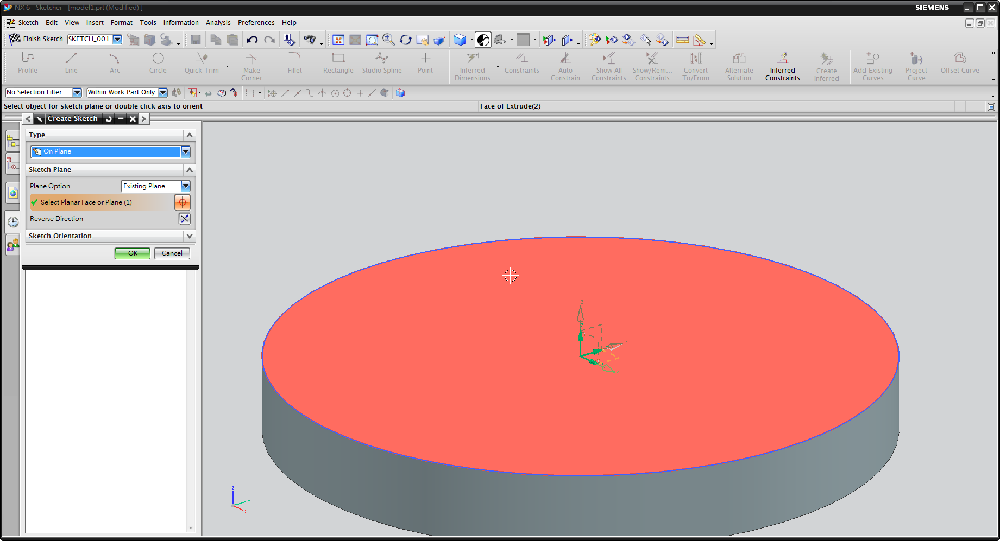 NX 6 - Sketcher - [model1.prt (Modified) ]
SIEMENS
Sketch Edit View Insert Format Tools Information Analysis Preferences Help
Finish Sketch SKETCH_001
Profile Line Arc Circle Quick Trim Make Corner Fillet Rectangle Studio Spline Point Inferred Dimensions Constraints Auto Constrain Show All Constraints Show/Rem... Constraints Convert To/From Alternate Solution Inferred Constraints Create Inferred Add Existing Curves Project Curve Offset Curve
No Selection Filter Within Work Part Only
Select object for sketch plane or double click axis to orient
Face of Extrude(2)
Create Sketch
Type
On Plane
Sketch Plane
Plane Option Existing Plane
Select Planar Face or Plane (1)
Reverse Direction
Sketch Orientation
OK Cancel
Z
Y
Z
Y
X